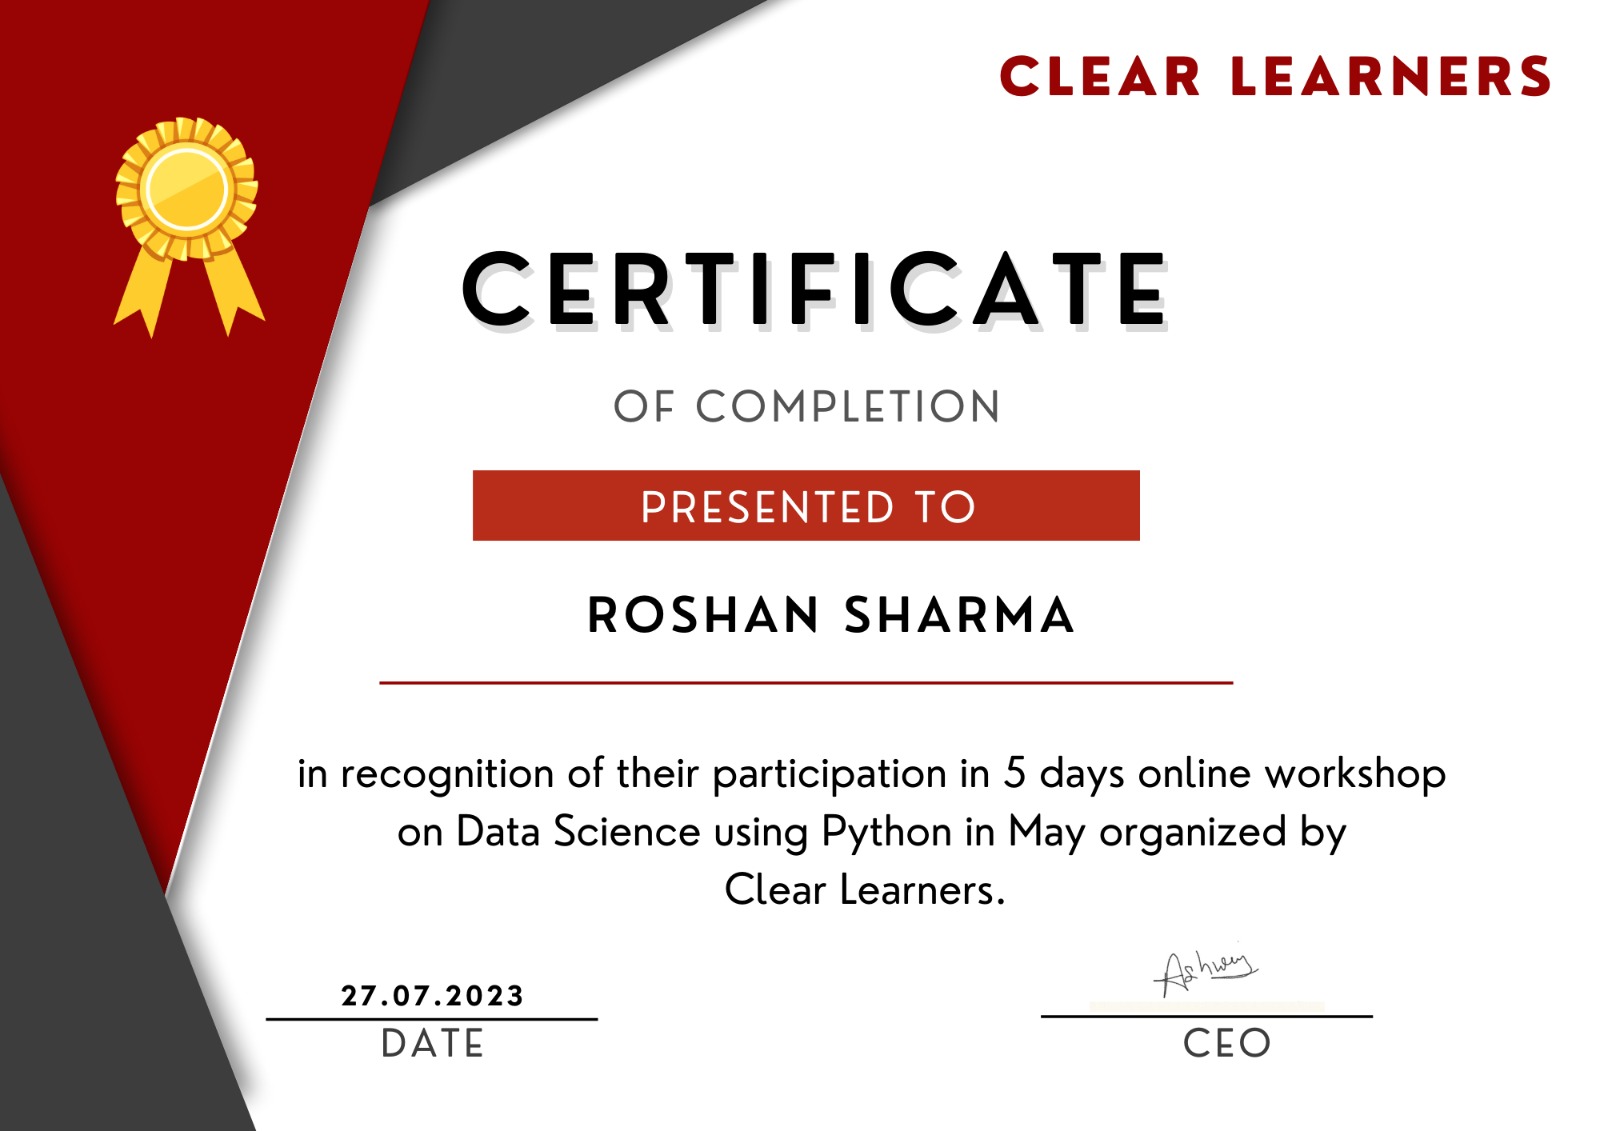 CLEAR LEARNERS
CERTIFICATE
OF COMPLETION
PRESENTED TO
ROSHAN SHARMA
in recognition of their participation in 5 days online workshop
on Data Science using Python in May organized by
Clear Learners.
27.07.2023
DATE
CEO